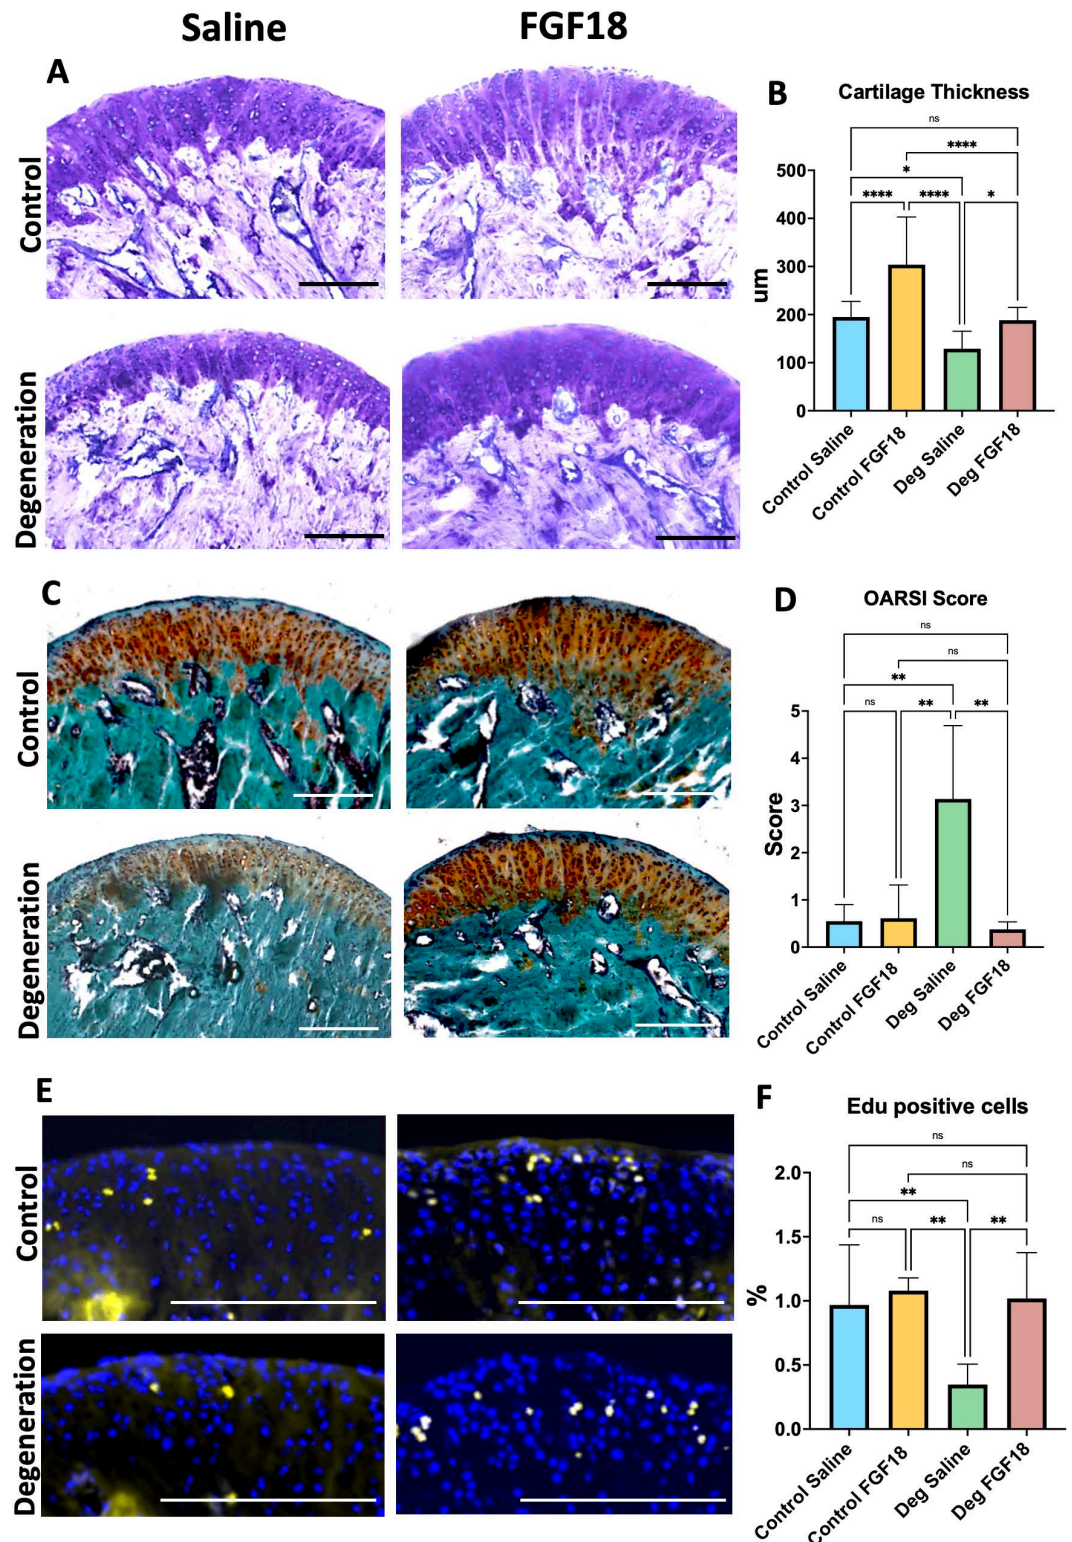 Saline
FGF18
A
Control
Degeneration
B
Cartilage Thickness
ns
****
*
**** **** *
500
400
300
200
100
0
um
Control Saline
Control FGF18
Deg Saline
Deg FGF18
C
Control
Degeneration
D
OARSI Score
ns
ns
**
ns ** **
5
4
3
2
1
0
Score
Control Saline
Control FGF18
Deg Saline
Deg FGF18
E
Control
Degeneration
F
Edu positive cells
ns
ns
**
ns ** **
2.0
1.5
1.0
0.5
0.0
%
Control Saline
Control FGF18
Deg Saline
Deg FGF18